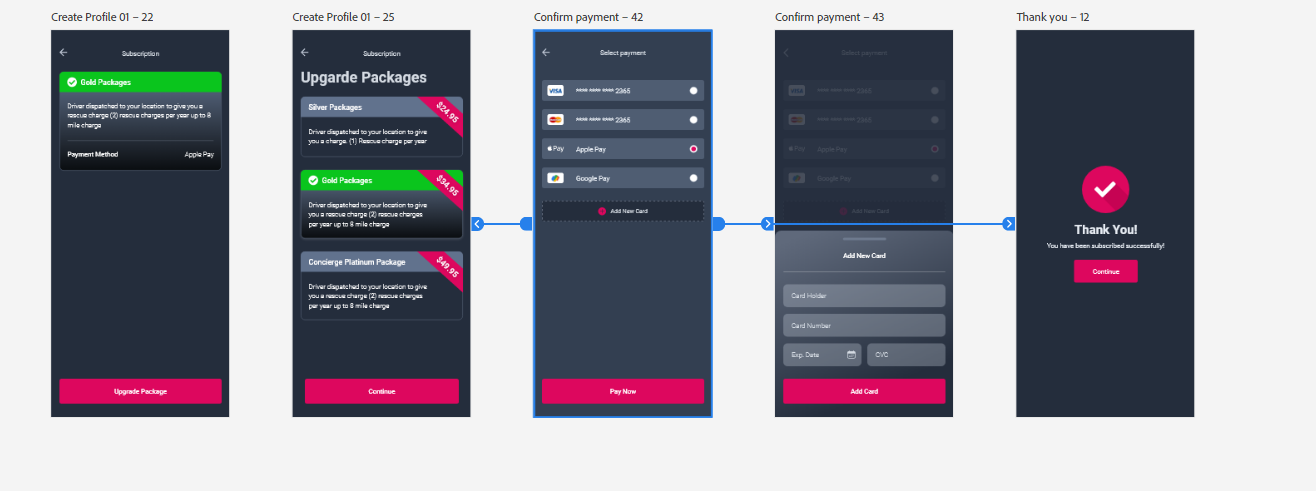 Create Profile 01 – 22
Subscription
Gold Packages
Driver dispatched to your location to give you a
rescue charge (2) rescue charges per year up to 8
mile charge
Payment Method
Apple Pay
Upgrade Package
Create Profile 01 – 25
Subscription
Upgarde Packages
Silver Packages
$24.95
Driver dispatched to your location to give
you a charge. (1) Rescue charge per year
Gold Packages
$34.95
Driver dispatched to your location to give
you a rescue charge (2) rescue charges
per year up to 8 mile charge
Concierge Platinum Package
$49.95
Driver dispatched to your location to give
you a rescue charge (2) rescue charges
per year up to 8 mile charge
Continue
Confirm payment – 42
Select payment
VISA
**** **** **** 2365
**** **** **** 2365
Pay
Apple Pay
Google Pay
Add New Card
Pay Now
Confirm payment – 43
Select payment
VISA
**** **** **** 2365
**** **** **** 2365
Pay
Apple Pay
Google Pay
Add New Card
Add New Card
Card Holder
Card Number
Exp. Date
CVC
Add Card
Thank you – 12
Thank You!
You have been subscribed successfully!
Continue